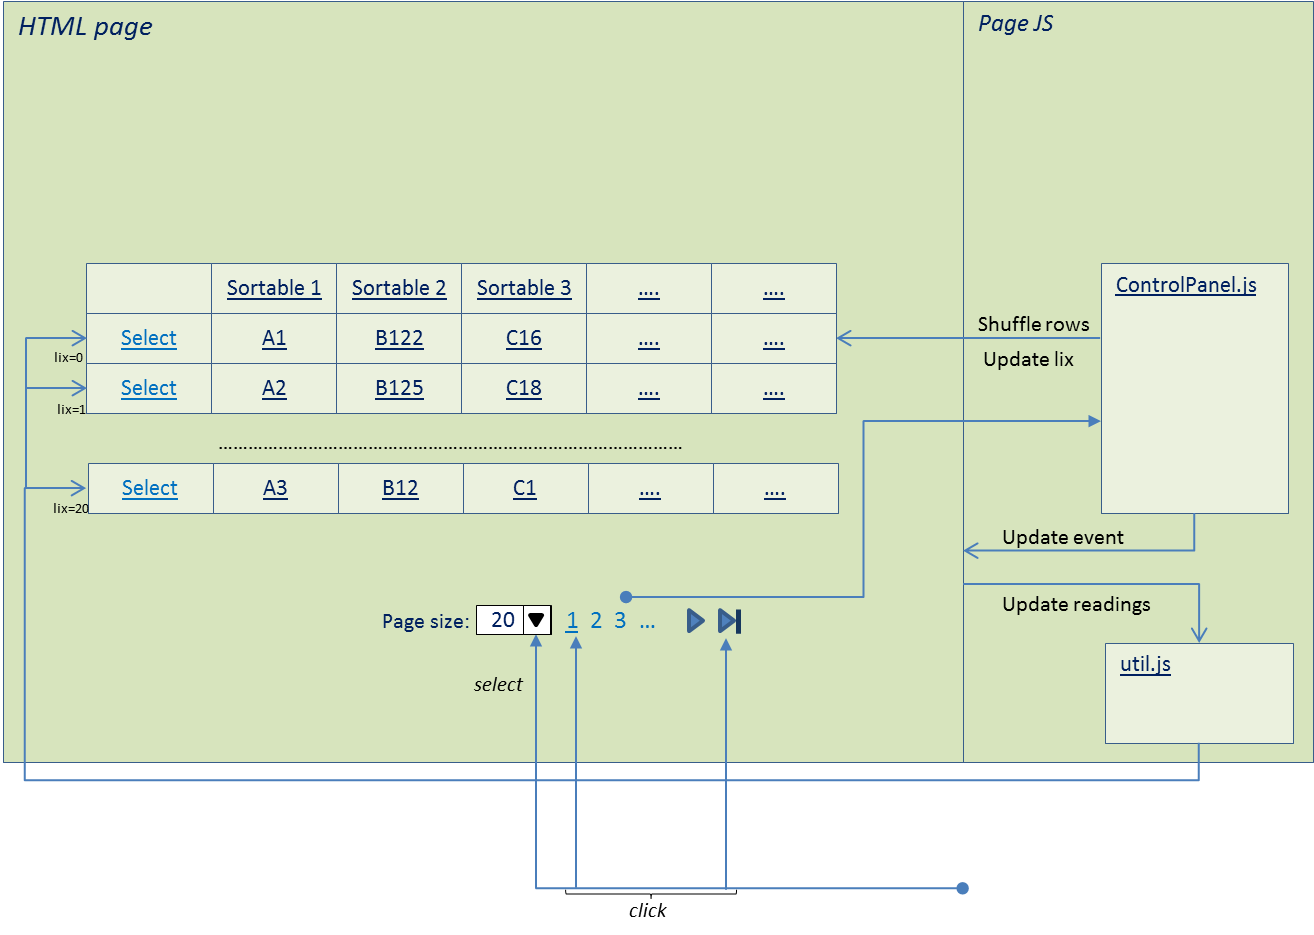 HTML page
Page JS
Sortable 1 Sortable 2 Sortable 3 .... ....
ControlPanel.js
Select A1 B122 C16 .... ....
Shuffle rows
lix=0
Update lix
Select A2 B125 C18 .... ....
lix=1
................................................................................................
Select A3 B12 C1 .... ....
lix=20
Update event
Update readings
Page size: 20 1 2 3 ...
util.js
select
click